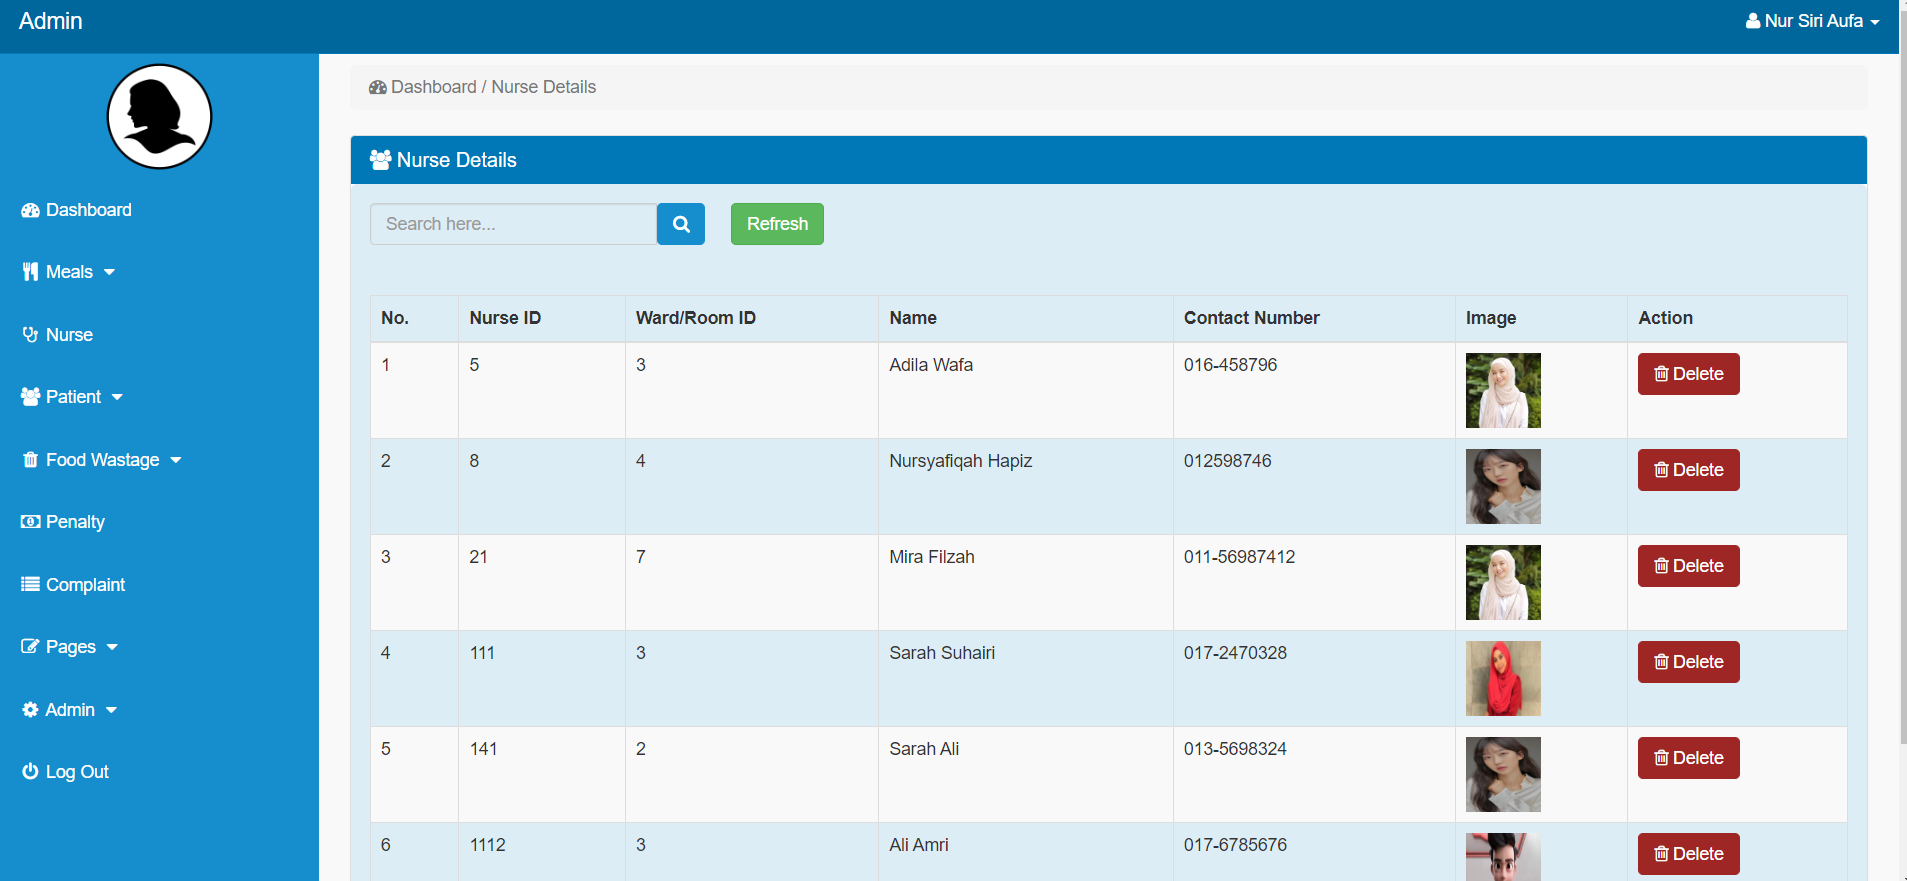 Admin
Nur Siri Aufa
Dashboard / Nurse Details
Nurse Details
Search here...
Refresh
Dashboard
Meals
Nurse
Patient
Food Wastage
Penalty
Complaint
Pages
Admin
Log Out
No. Nurse ID Ward/Room ID Name Contact Number Image Action
1 5 3 Adila Wafa 016-458796 Delete
2 8 4 Nursyafiqah Hapiz 012598746 Delete
3 21 7 Mira Filzah 011-56987412 Delete
4 111 3 Sarah Suhairi 017-2470328 Delete
5 141 2 Sarah Ali 013-5698324 Delete
6 1112 3 Ali Amri 017-6785676 Delete